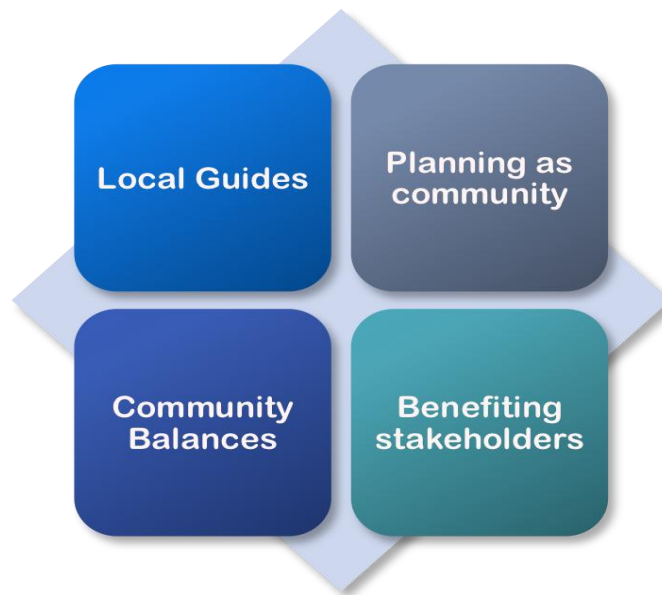 Local Guides
Planning as
community
Community
Balances
Benefiting
stakeholders